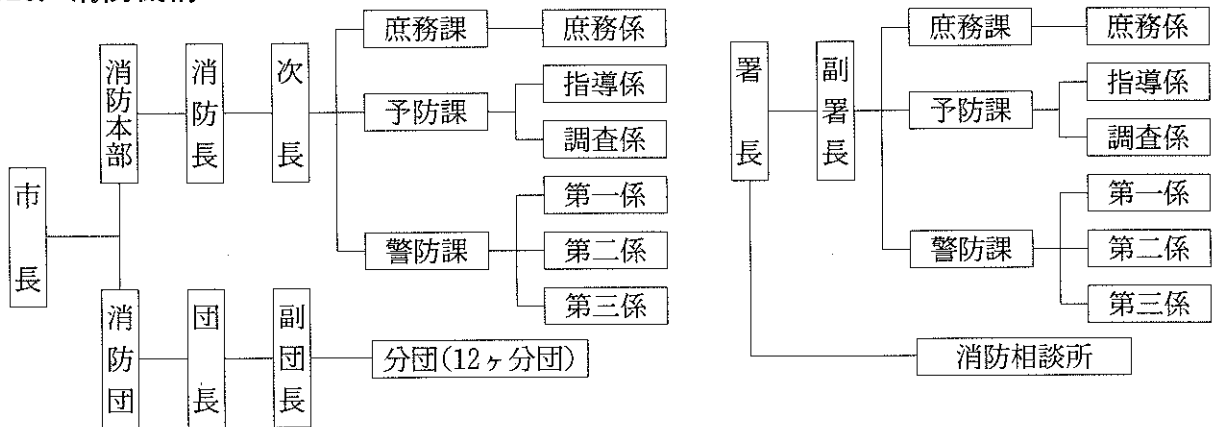 市長
消防本部
消防長
次長
庶務課
庶務係
予防課
指導係
調査係
警防課
第一係
第二係
第三係
消防団
団長
副団長
分団(12ヶ分団)
署長
副署長
庶務課
庶務係
予防課
指導係
調査係
警防課
第一係
第二係
第三係
消防相談所